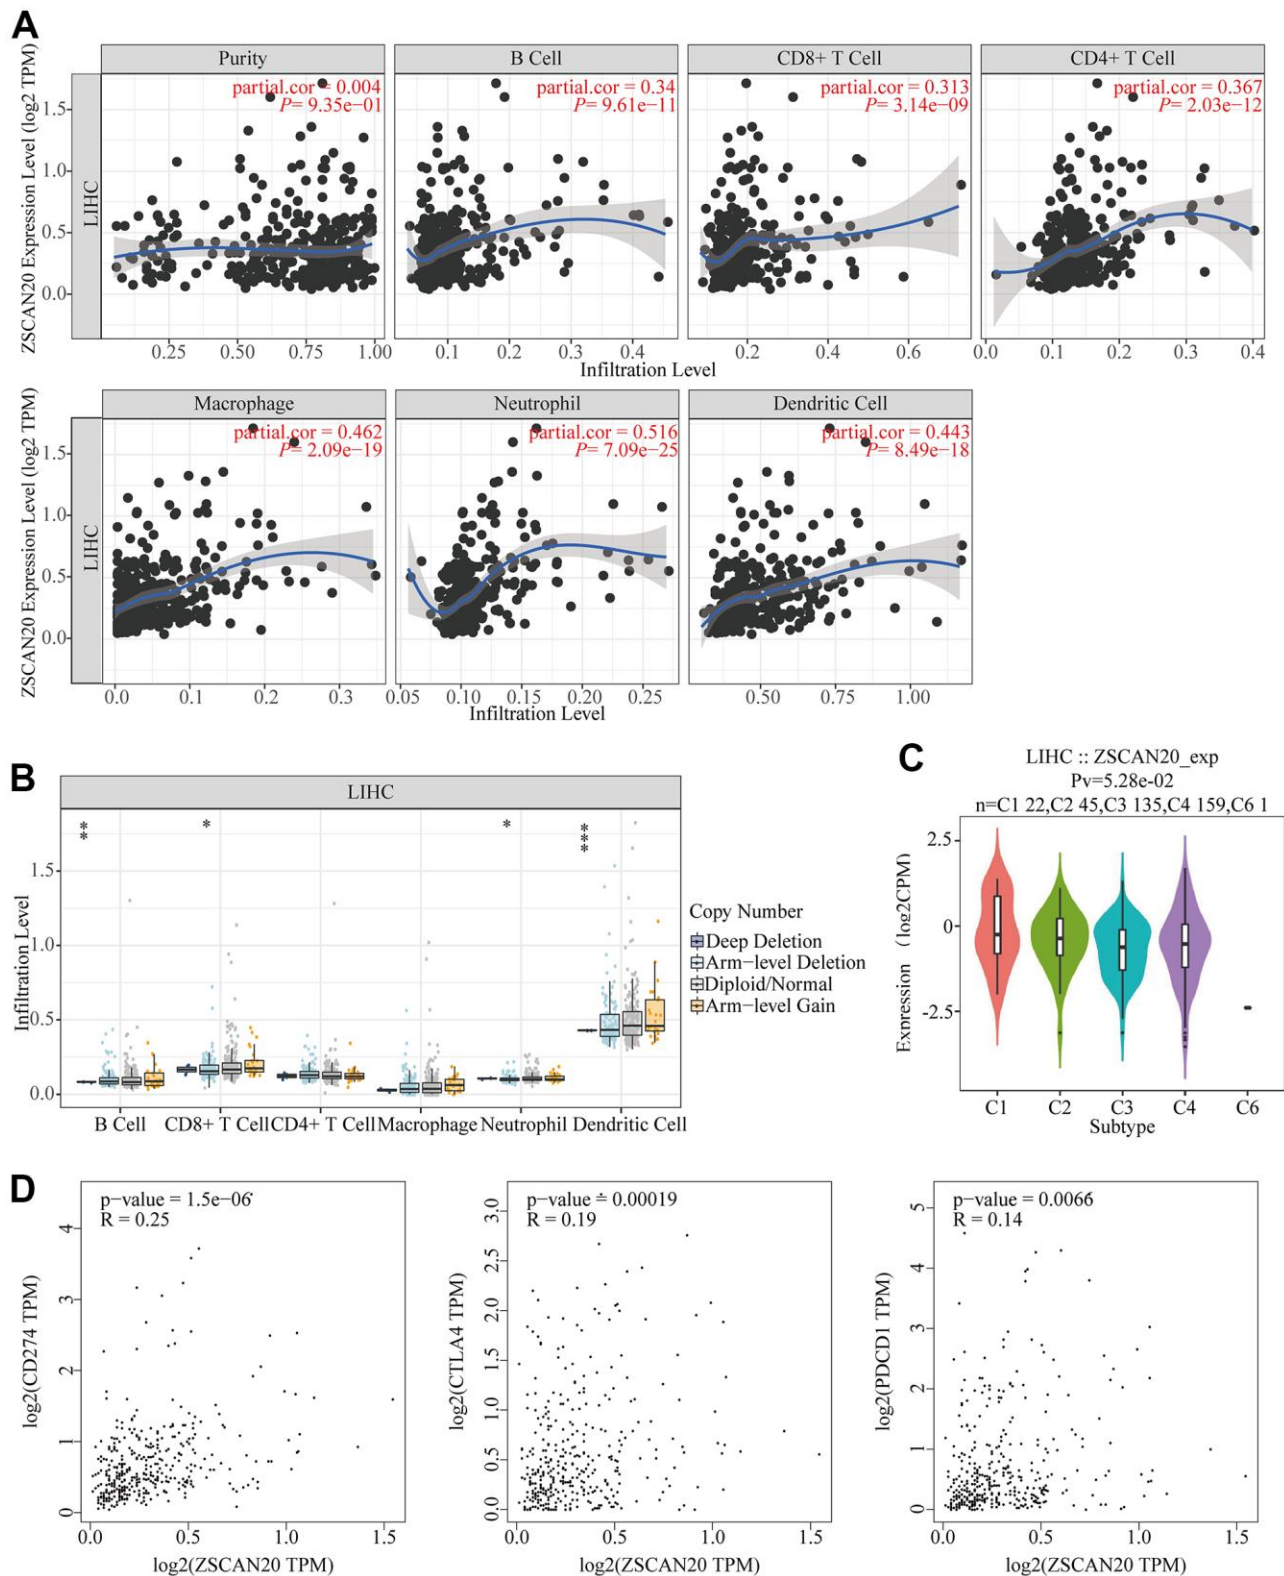 A
Purity
B Cell
CD8+ T Cell
CD4+ T Cell
ZSCAN20 Expression Level (log2 TPM)
LIHC
partial.cor = 0.004
P= 9.35e−01
partial.cor = 0.34
P= 9.61e−11
partial.cor = 0.313
P= 3.14e−09
partial.cor = 0.367
P= 2.03e−12
1.5
1.0
0.5
0.0
0.25 0.50 0.75 1.00
0.1 0.2 0.3 0.4
0.2 0.4 0.6
0.0 0.1 0.2 0.3 0.4
Infiltration Level
Macrophage
Neutrophil
Dendritic Cell
ZSCAN20 Expression Level (log2 TPM)
LIHC
partial.cor = 0.462
P= 2.09e−19
partial.cor = 0.516
P= 7.09e−25
partial.cor = 0.443
P= 8.49e−18
1.5
1.0
0.5
0.0
0.0 0.1 0.2 0.3
0.05 0.10 0.15 0.20 0.25
0.50 0.75 1.00
Infiltration Level
B
LIHC
**
*
*
***
Infiltration Level
1.5
1.0
0.5
0.0
B Cell CD8+ T Cell CD4+ T Cell Macrophage Neutrophil Dendritic Cell
Copy Number
Deep Deletion
Arm−level Deletion
Diploid/Normal
Arm−level Gain
C
LIHC :: ZSCAN20_exp
Pv=5.28e-02
n=C1 22,C2 45,C3 135,C4 159,C6 1
Expression (log2CPM)
2.5
0
-2.5
C1 C2 C3 C4 C6
Subtype
D
p−value = 1.5e−06
R = 0.25
log2(CD274 TPM)
4
3
2
1
0
0.0 0.5 1.0 1.5
log2(ZSCAN20 TPM)
p−value = 0.00019
R = 0.19
log2(CTLA4 TPM)
3.0
2.5
2.0
1.5
1.0
0.5
0.0
0.0 0.5 1.0 1.5
log2(ZSCAN20 TPM)
p−value = 0.0066
R = 0.14
log2(PDCD1 TPM)
5
4
3
2
1
0
0.0 0.5 1.0 1.5
log2(ZSCAN20 TPM)